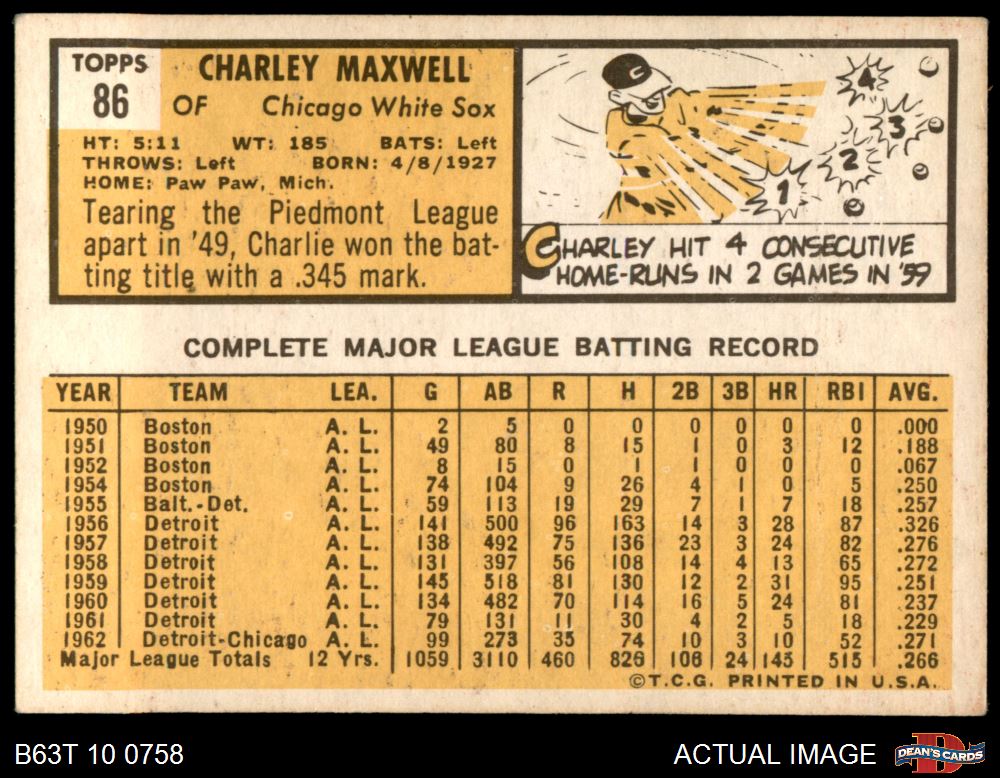 TOPPS
86
CHARLEY MAXWELL
OF Chicago White Sox
HT: 5:11 WT: 185 BATS: Left
THROWS: Left BORN: 4/8/1927
HOME: Paw Paw, Mich.
Tearing the Piedmont League
apart in '49, Charlie won the bat-
ting title with a .345 mark.
C
1
2
3
4
CHARLEY HIT 4 CONSECUTIVE
HOME-RUNS IN 2 GAMES IN '59
COMPLETE MAJOR LEAGUE BATTING RECORD
YEAR TEAM LEA. G AB R H 2B 3B HR RBI AVG.
1950 Boston A. L. 2 5 0 0 0 0 0 0 .000
1951 Boston A. L. 49 80 8 15 1 0 3 12 .188
1952 Boston A. L. 8 15 0 1 1 0 0 0 .067
1954 Boston A. L. 74 104 9 26 4 1 0 5 .250
1955 Balt.-Det. A. L. 59 113 19 29 7 1 7 18 .257
1956 Detroit A. L. 141 500 96 163 14 3 28 87 .326
1957 Detroit A. L. 138 492 75 136 23 3 24 82 .276
1958 Detroit A. L. 131 397 56 108 14 4 13 65 .272
1959 Detroit A. L. 145 518 81 130 12 2 31 95 .251
1960 Detroit A. L. 134 482 70 114 16 5 24 81 .237
1961 Detroit A. L. 79 131 11 30 4 2 5 18 .229
1962 Detroit-Chicago A. L. 99 273 35 74 10 3 10 52 .271
Major League Totals 12 Yrs. 1059 3110 460 826 106 24 145 515 .266
©T.C.G. PRINTED IN U.S.A.
B63T 10 0758
ACTUAL IMAGE
D
DEAN'S CARDS